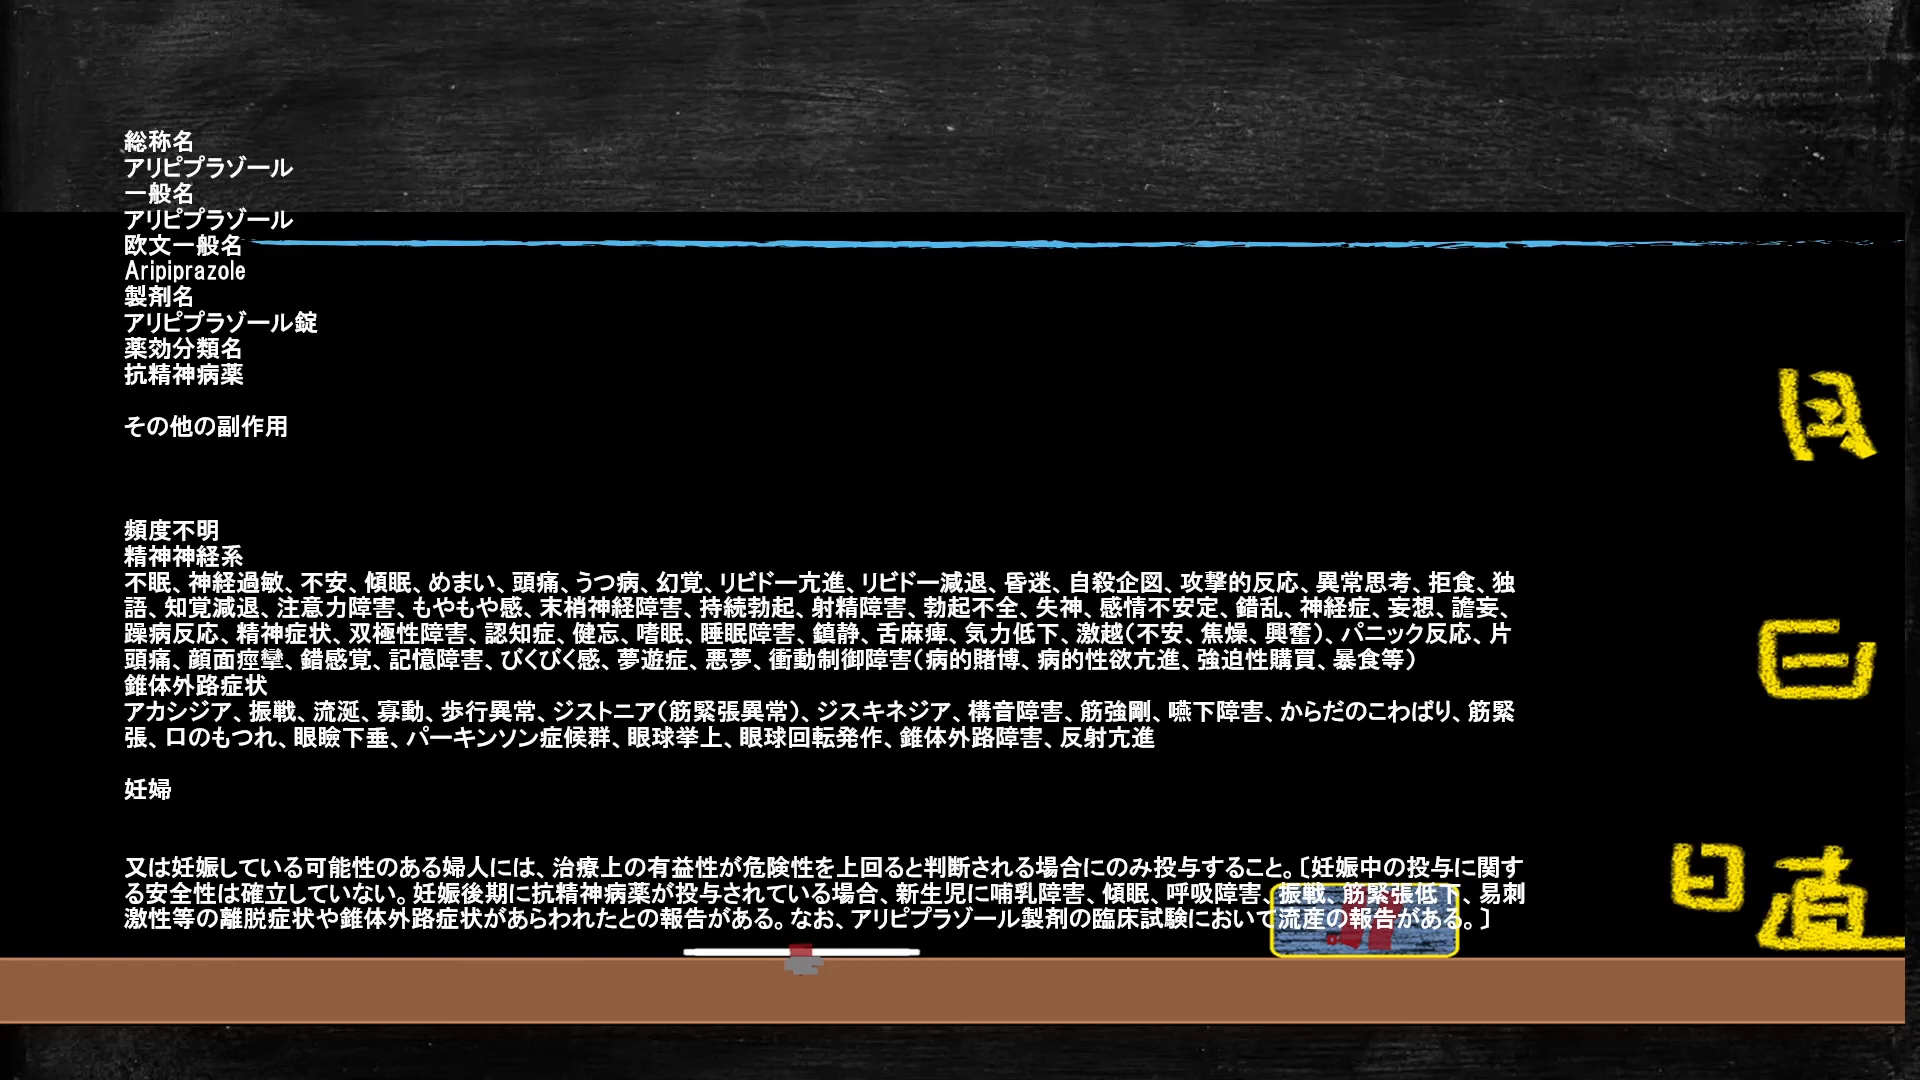 総称名
アリピプラゾール
一般名
アリピプラゾール
欧文一般名
Aripiprazole
製剤名
アリピプラゾール錠
薬効分類名
抗精神病薬
その他の副作用
頻度不明
精神神経系
不眠、神経過敏、不安、傾眠、めまい、頭痛、うつ病、幻覚、リビドー亢進、リビドー減退、昏迷、自殺企図、攻撃的反応、異常思考、拒食、独
語、知覚減退、注意力障害、もやもや感、末梢神経障害、持続勃起、射精障害、勃起不全、失神、感情不安定、錯乱、神経症、妄想、譫妄、
躁病反応、精神症状、双極性障害、認知症、健忘、嗜眠、睡眠障害、鎮静、舌麻痺、気力低下、激越（不安、焦燥、興奮）、パニック反応、片
頭痛、顔面痙攣、錯感覚、記憶障害、びくびく感、夢遊症、悪夢、衝動制御障害（病的賭博、病的性欲亢進、強迫性購買、暴食等）
錐体外路症状
アカシジア、振戦、流涎、寡動、歩行異常、ジストニア（筋緊張異常）、ジスキネジア、構音障害、筋強剛、嚥下障害、からだのこわばり、筋緊
張、口のもつれ、眼瞼下垂、パーキンソン症候群、眼球挙上、眼球回転発作、錐体外路障害、反射亢進
妊婦
又は妊娠している可能性のある婦人には、治療上の有益性が危険性を上回ると判断される場合にのみ投与すること。〔妊娠中の投与に関す
る安全性は確立していない。妊娠後期に抗精神病薬が投与されている場合、新生児に哺乳障害、傾眠、呼吸障害、振戦、筋緊張低下、易刺
激性等の離脱症状や錐体外路症状があらわれたとの報告がある。なお、アリピプラゾール製剤の臨床試験において流産の報告がある。〕
日直